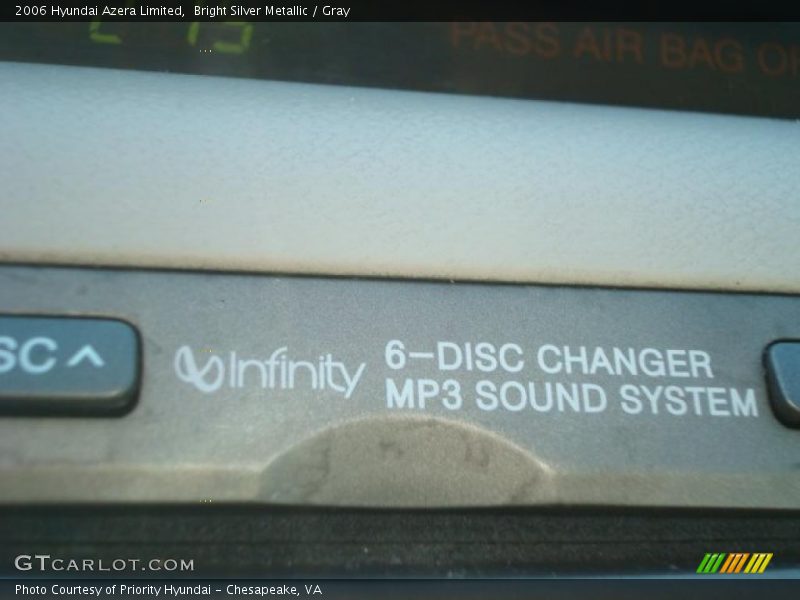 2006 Hyundai Azera Limited, Bright Silver Metallic / Gray
PASS AIR BAG
SC ^
Infinity
6-DISC CHANGER
MP3 SOUND SYSTEM
GTCARLOT.COM
Photo Courtesy of Priority Hyundai - Chesapeake, VA